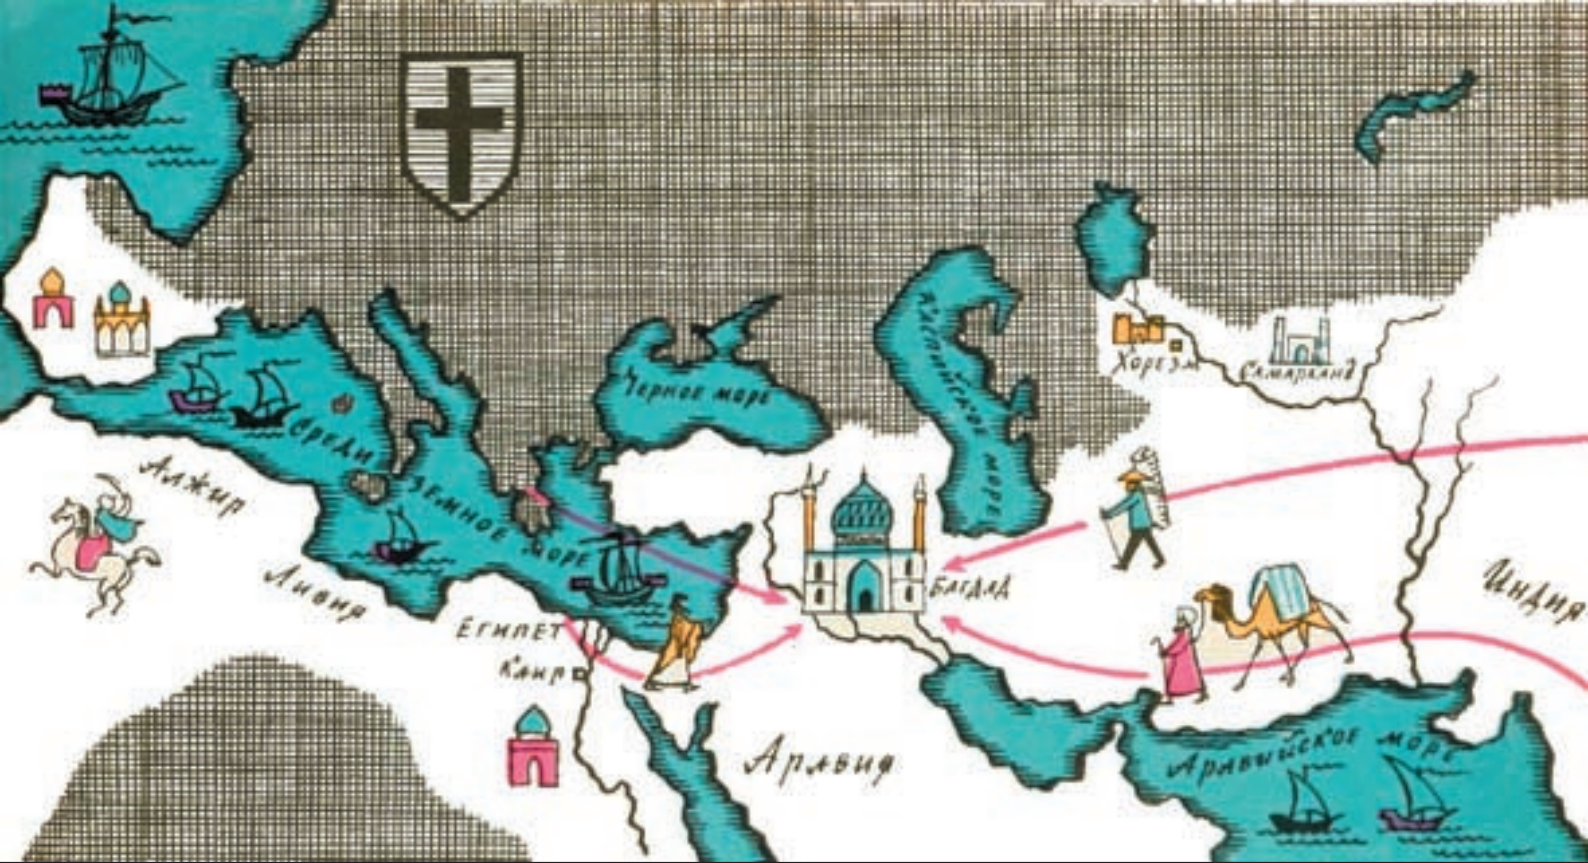 Черное море
Каспийское море
Хорезм
Самарканд
Средиземное море
Алжир
Ливия
Египет
Каир
Багдад
Индия
Аравия
Аравийское море